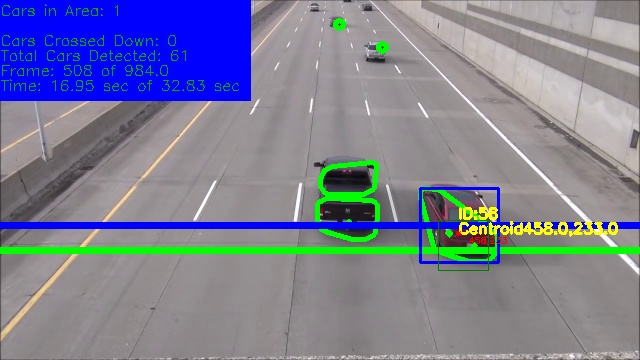 Cars in Area: 1
Cars Crossed Down: 0
Total Cars Detected: 61
Frame: 508 of 984.0
Time: 16.95 sec of 32.83 sec
ID:56
Centroid458.0,233.0